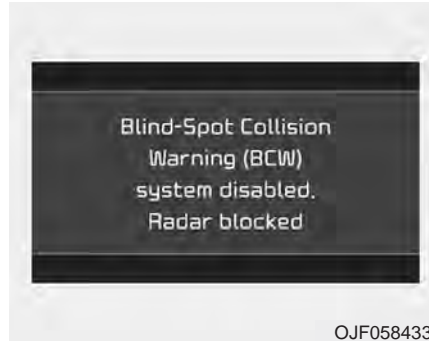 Blind-Spot Collision
Warning (BCW)
system disabled.
Radar blocked
OJF058433